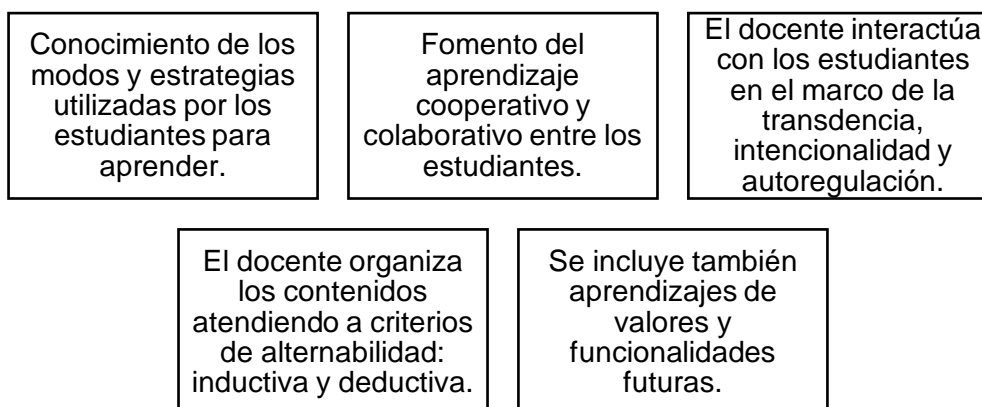 Conocimiento de los
modos y estrategias
utilizadas por los
estudiantes para
aprender.
Fomento del
aprendizaje
cooperativo y
colaborativo entre los
estudiantes.
El docente interactúa
con los estudiantes
en el marco de la
transdencia,
intencionalidad y
autoregulación.
El docente organiza
los contenidos
atendiendo a criterios
de alternabilidad:
inductiva y deductiva.
Se incluye también
aprendizajes de
valores y
funcionalidades
futuras.